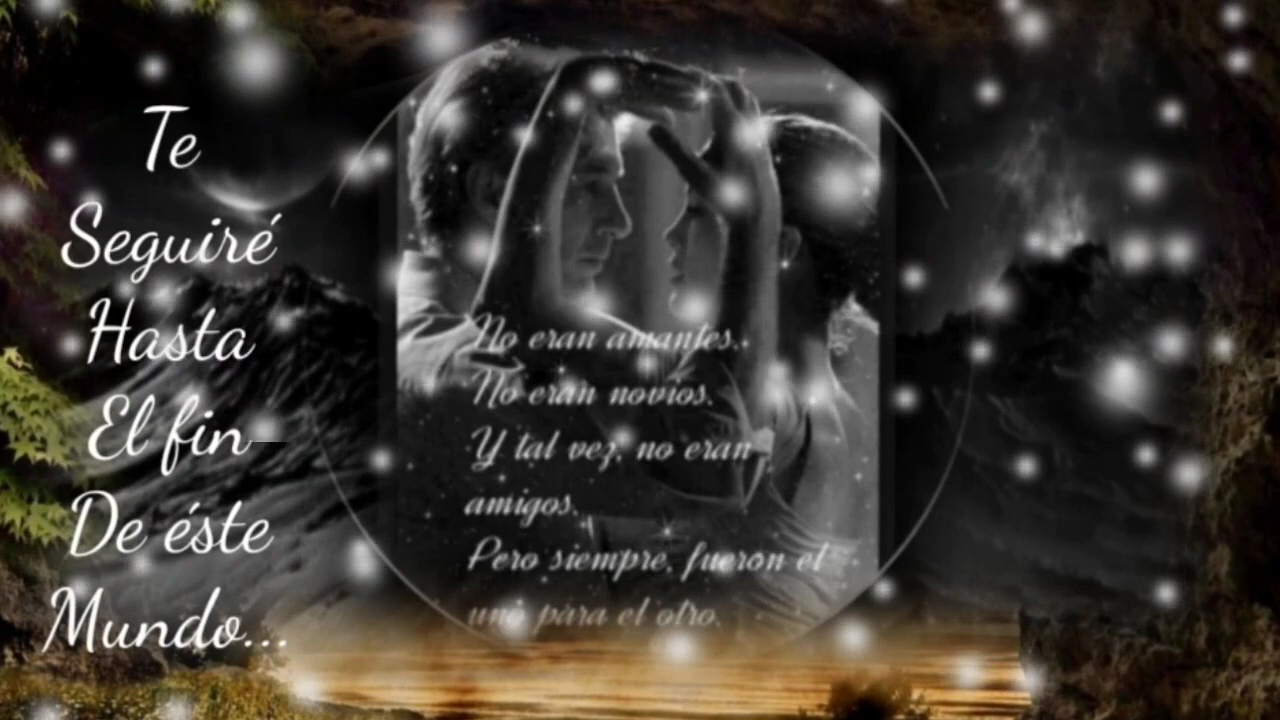 Te
Seguiré
Hasta
El fin
De éste
Mundo...
No eran amantes.
No eran novios.
Y tal vez, no eran
amigos.
Pero siempre, fueron el
uno para el otro.